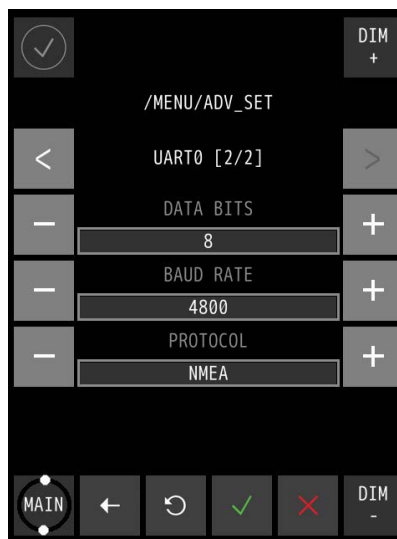 DIM
+
/MENU/ADV_SET
< UART0 [2/2] >
DATA BITS
− 8 +
BAUD RATE
− 4800 +
PROTOCOL
− NMEA +
MAIN
DIM
-